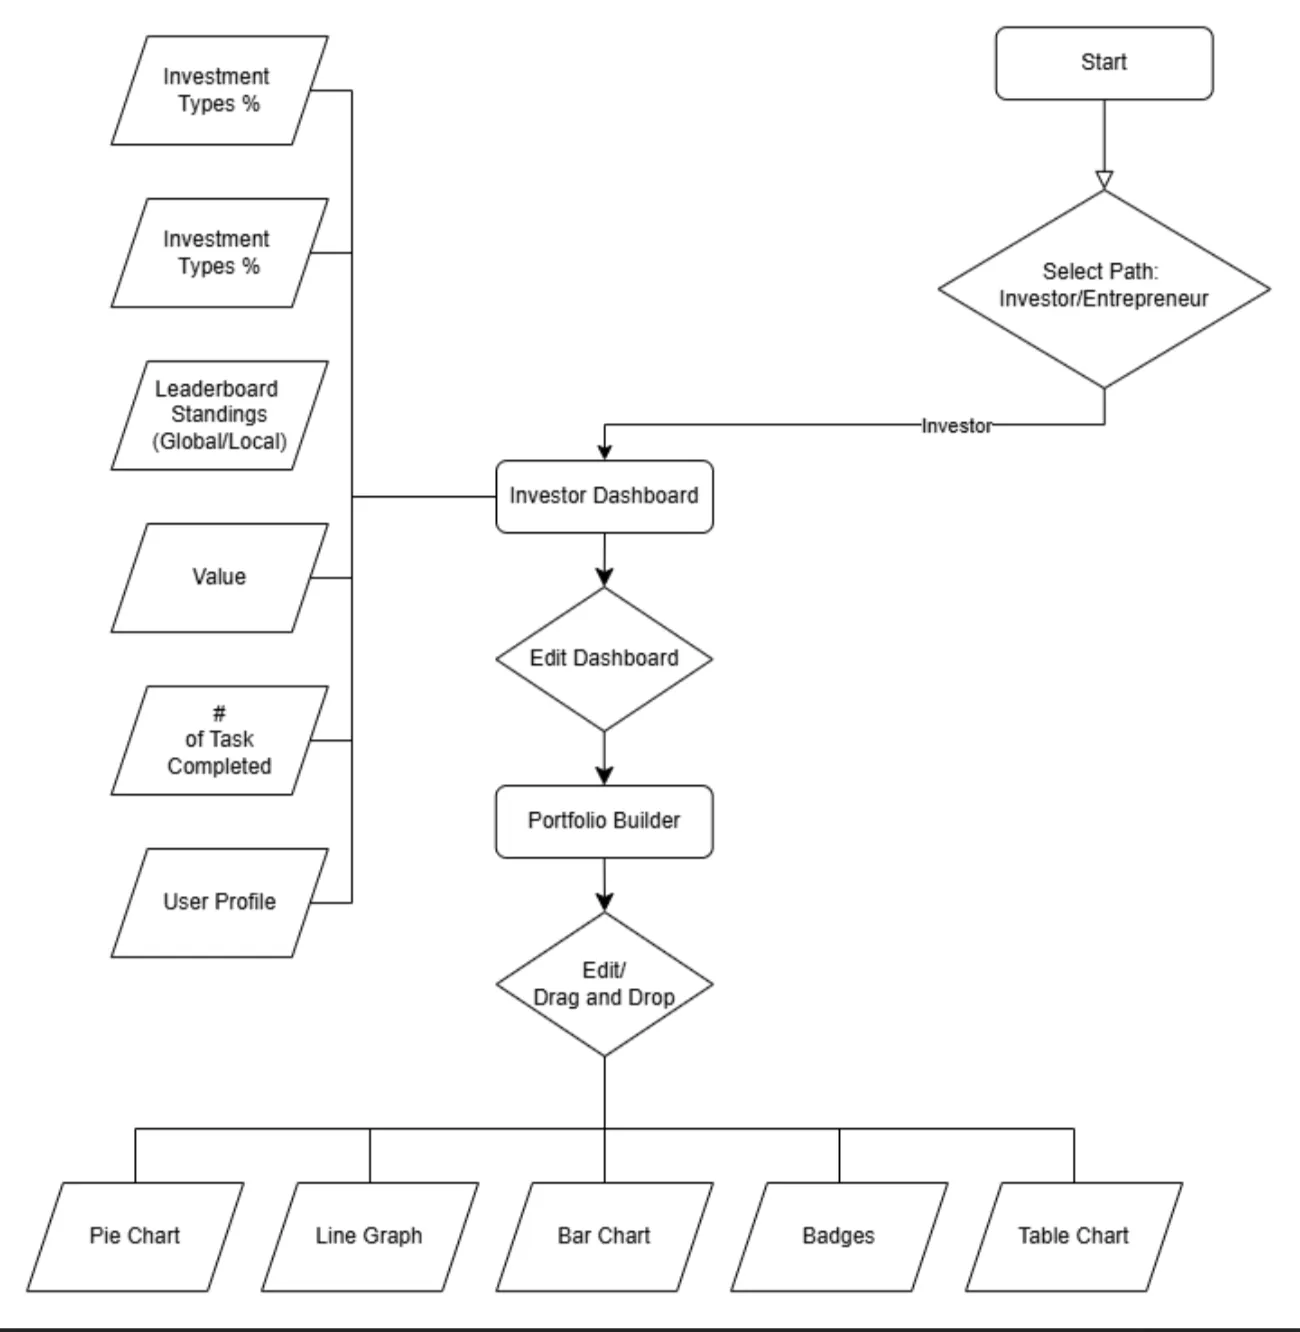 Start
Select Path:
Investor/Entrepreneur
Investor
Investor Dashboard
Investment
Types %
Investment
Types %
Leaderboard
Standings
(Global/Local)
Value
#
of Task
Completed
User Profile
Edit Dashboard
Portfolio Builder
Edit/
Drag and Drop
Pie Chart
Line Graph
Bar Chart
Badges
Table Chart